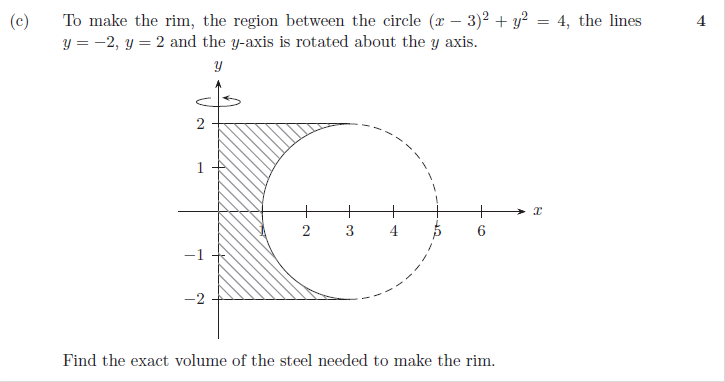 (c) To make the rim, the region between the circle (x − 3)² + y² = 4, the lines 4
y = −2, y = 2 and the y-axis is rotated about the y axis.
y
2
1
x
1 2 3 4 5 6
−1
−2
Find the exact volume of the steel needed to make the rim.